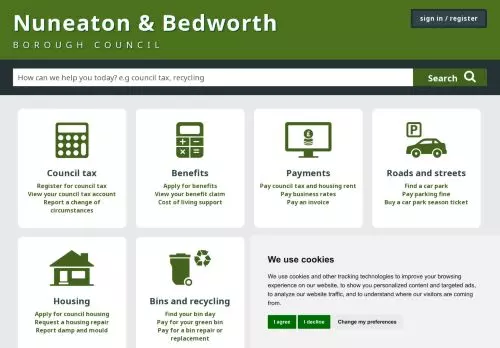 Nuneaton & Bedworth
BOROUGH COUNCIL
sign in / register
How can we help you today? e.g council tax, recycling
Search
Council tax
Register for council tax
View your council tax account
Report a change of
circumstances
Benefits
Apply for benefits
View your benefit claim
Cost of living support
Payments
Pay council tax and housing rent
Pay business rates
Pay an invoice
P
Roads and streets
Find a car park
Pay parking fine
Buy a car park season ticket
Housing
Apply for council housing
Request a housing repair
Report damp and mould
Bins and recycling
Find your bin day
Pay for your green bin
Pay for a bin repair or
replacement
We use cookies
We use cookies and other tracking technologies to improve your browsing
experience on our website, to show you personalized content and targeted ads,
to analyze our website traffic, and to understand where our visitors are coming
from.
I agree
I decline
Change my preferences